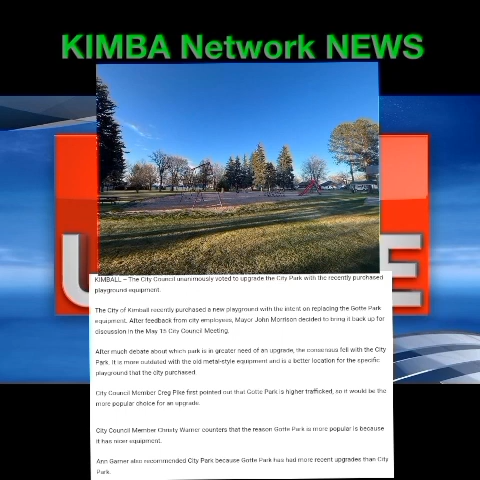 KIMBA Network NEWS
U E
KIMBALL – The City Council unanimously voted to upgrade the City Park with the recently purchased
playground equipment.
The City of Kimball recently purchased a new playground with the intent on replacing the Gotte Park
equipment. After feedback from city employees, Mayor John Morrison decided to bring it back up for
discussion in the May 15 City Council Meeting.
After much debate about which park is in greater need of an upgrade, the consensus fell with the City
Park. It is more outdated with the old metal-style equipment and is a better location for the specific
playground that the city purchased.
City Council Member Greg Pike first pointed out that Gotte Park is higher trafficked, so it would be the
more popular choice for an upgrade.
City Council Member Christy Warner counters that the reason Gotte Park is more popular is because
it has nicer equipment.
Ann Garner also recommended City Park because Gotte Park has had more recent upgrades than City
Park.